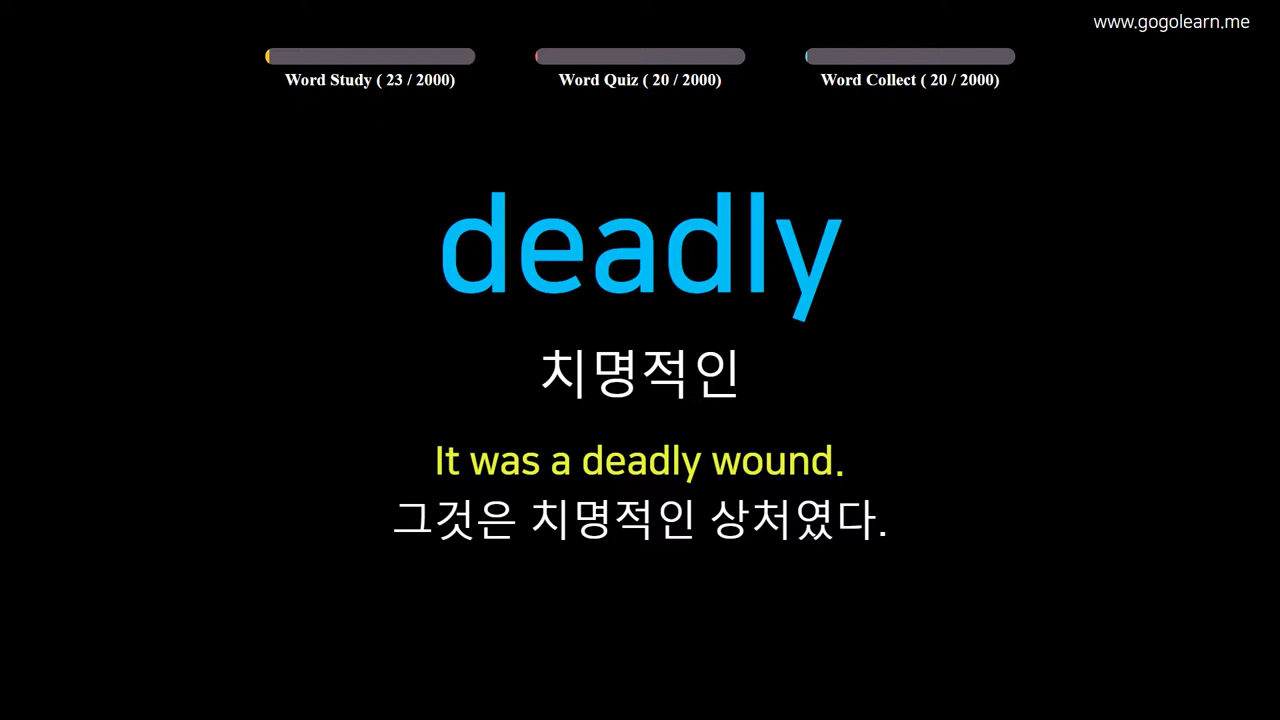 www.gogolearn.me
Word Study ( 23 / 2000)
Word Quiz ( 20 / 2000)
Word Collect ( 20 / 2000)
deadly
치명적인
It was a deadly wound.
그것은 치명적인 상처였다.